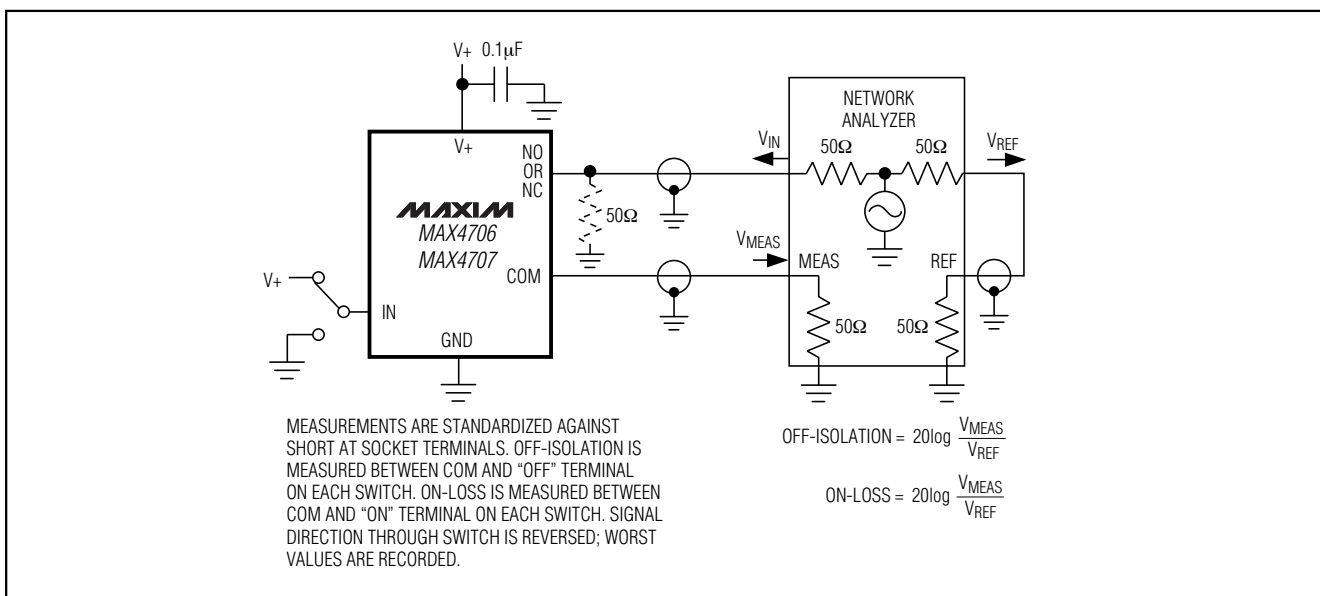 V+ 0.1μF
V+
NO
OR
NC
MAXIM
MAX4706
MAX4707
COM
IN
GND
V+
50Ω
VIN
VMEAS
NETWORK
ANALYZER
50Ω 50Ω
VREF
MEAS REF
50Ω 50Ω
MEASUREMENTS ARE STANDARDIZED AGAINST
SHORT AT SOCKET TERMINALS. OFF-ISOLATION IS
MEASURED BETWEEN COM AND “OFF” TERMINAL
ON EACH SWITCH. ON-LOSS IS MEASURED BETWEEN
COM AND “ON” TERMINAL ON EACH SWITCH. SIGNAL
DIRECTION THROUGH SWITCH IS REVERSED; WORST
VALUES ARE RECORDED.
OFF-ISOLATION = 20log VMEAS
VREF
ON-LOSS = 20log VMEAS
VREF